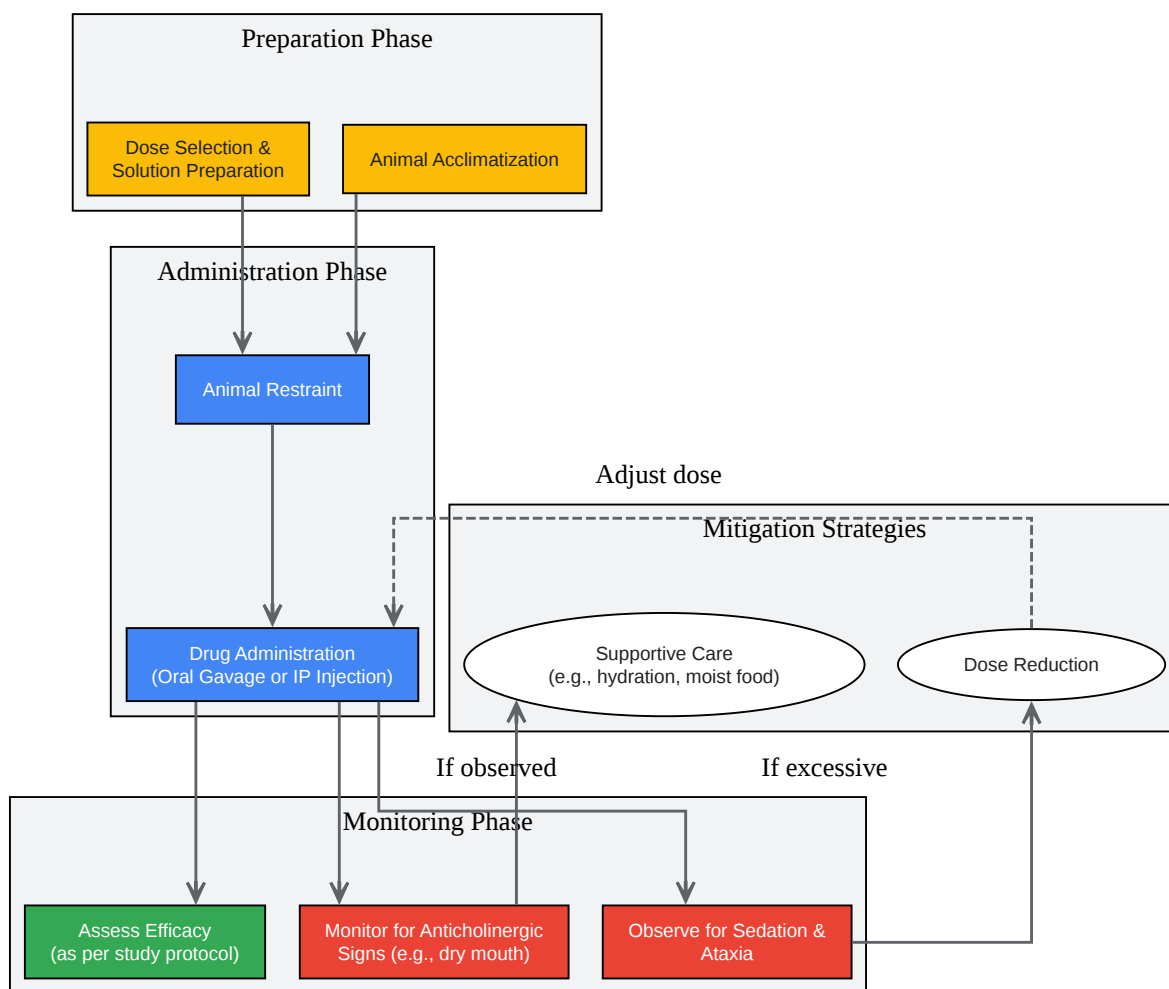 Preparation Phase
Dose Selection &
Solution Preparation
Animal Acclimatization
Administration Phase
Animal Restraint
Adjust dose
Mitigation Strategies
Drug Administration
(Oral Gavage or IP Injection)
Supportive Care
(e.g., hydration, moist food)
Dose Reduction
If observed
If excessive
Monitoring Phase
Assess Efficacy
(as per study protocol)
Monitor for Anticholinergic
Signs (e.g., dry mouth)
Observe for Sedation &
Ataxia